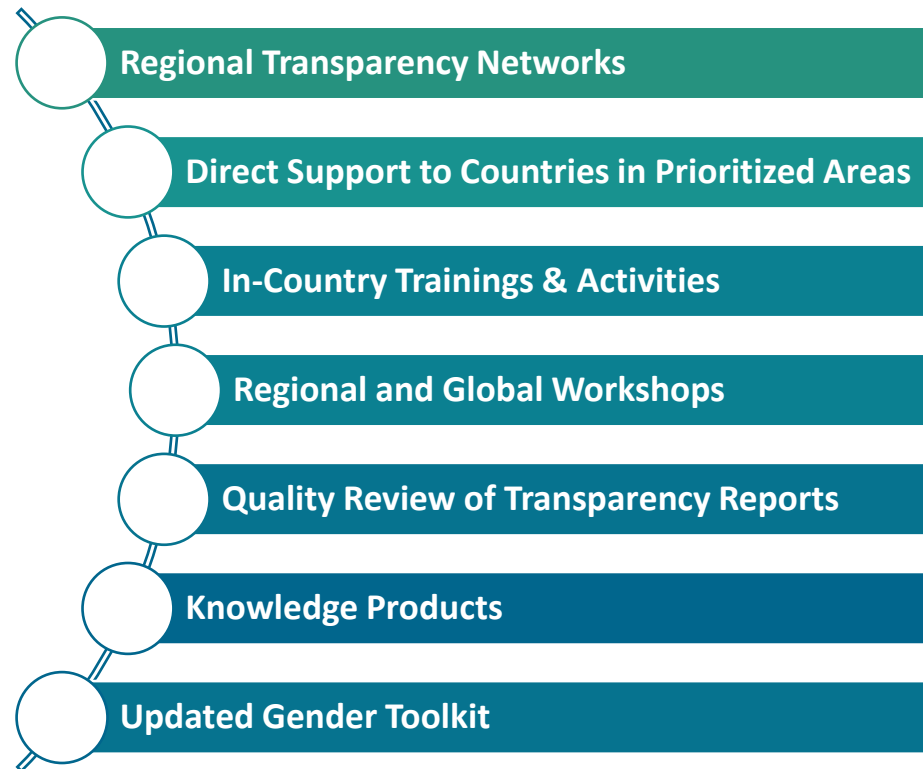 Regional Transparency Networks
Direct Support to Countries in Prioritized Areas
In-Country Trainings & Activities
Regional and Global Workshops
Quality Review of Transparency Reports
Knowledge Products
Updated Gender Toolkit